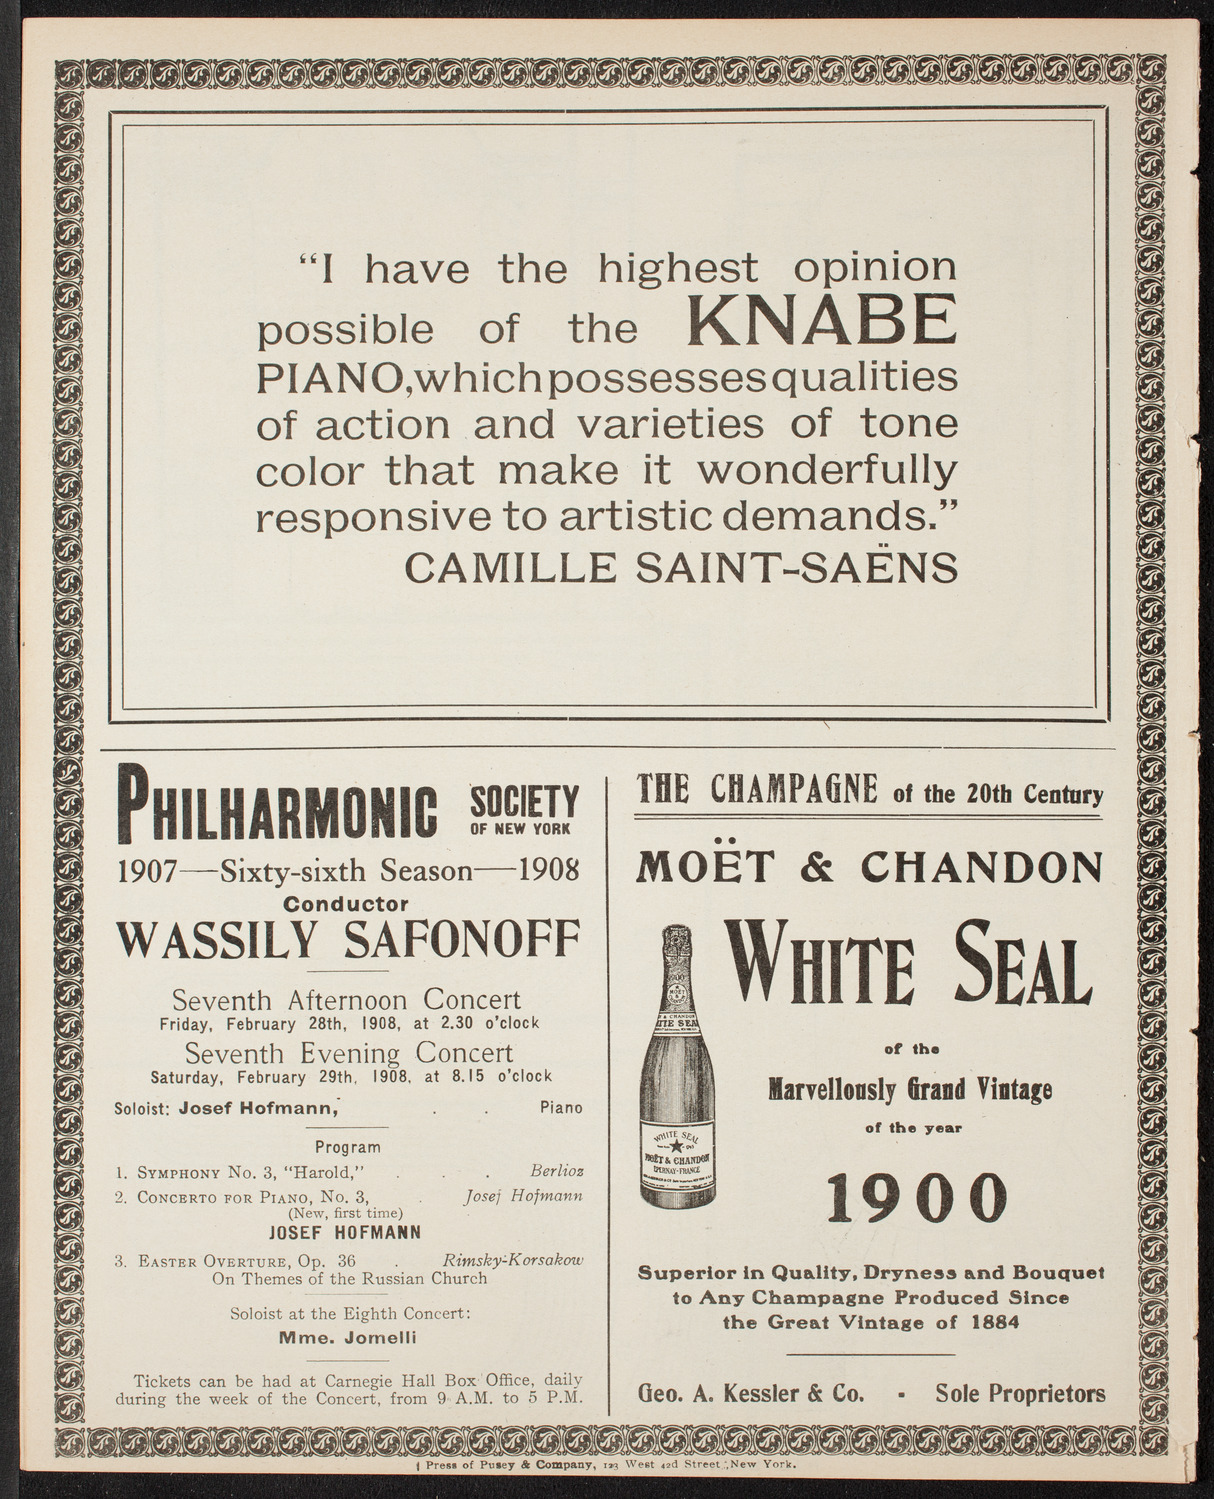 “I have the highest opinion
possible of the KNABE
PIANO, which possesses qualities
of action and varieties of tone
color that make it wonderfully
responsive to artistic demands.”
CAMILLE SAINT-SAËNS
PHILHARMONIC SOCIETY
OF NEW YORK
1907—Sixty-sixth Season—1908
Conductor
WASSILY SAFONOFF
Seventh Afternoon Concert
Friday, February 28th, 1908, at 2.30 o’clock
Seventh Evening Concert
Saturday, February 29th, 1908, at 8.15 o’clock
Soloist: Josef Hofmann, . . Piano
Program
1. SYMPHONY NO. 3, “Harold,” . . . Berlioz
2. CONCERTO FOR PIANO, NO. 3, . Josef Hofmann
(New, first time)
JOSEF HOFMANN
3. EASTER OVERTURE, Op. 36 . Rimsky-Korsakow
On Themes of the Russian Church
Soloist at the Eighth Concert:
Mme. Jomelli
Tickets can be had at Carnegie Hall Box Office, daily
during the week of the Concert, from 9 A.M. to 5 P.M.
THE CHAMPAGNE of the 20th Century
MOËT & CHANDON
WHITE SEAL
of the
Marvellously Grand Vintage
of the year
1900
WHITE SEAL
MOËT & CHANDON
EPERNAY-FRANCE
Superior in Quality, Dryness and Bouquet
to Any Champagne Produced Since
the Great Vintage of 1884
Geo. A. Kessler & Co. - Sole Proprietors
Press of Pusey & Company, 123 West 42d Street, New York.